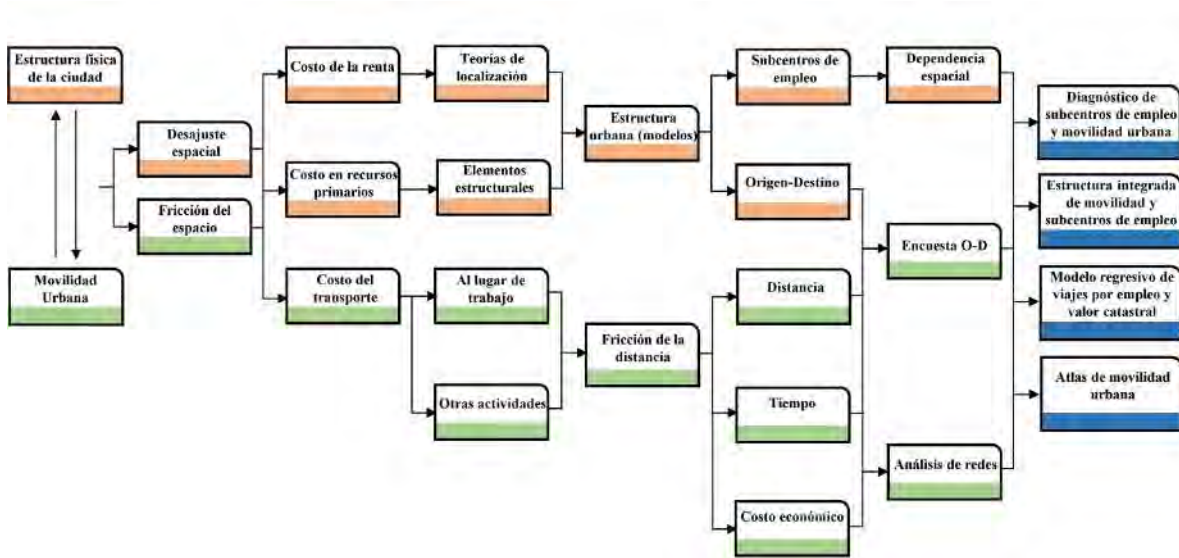 Estructura física
de la ciudad
Movilidad
Urbana
Desajuste
espacial
Fricción del
espacio
Costo de la renta
Costo en recursos
primarios
Costo del
transporte
Teorías de
localización
Elementos
estructurales
Al lugar de
trabajo
Otras actividades
Estructura
urbana (modelos)
Fricción de la
distancia
Subcentros de
empleo
Origen-Destino
Distancia
Tiempo
Costo económico
Dependencia
espacial
Encuesta O-D
Análisis de redes
Diagnóstico de
subcentros de empleo
y movilidad urbana
Estructura integrada
de movilidad y
subcentros de empleo
Modelo regresivo de
viajes por empleo y
valor catastral
Atlas de movilidad
urbana